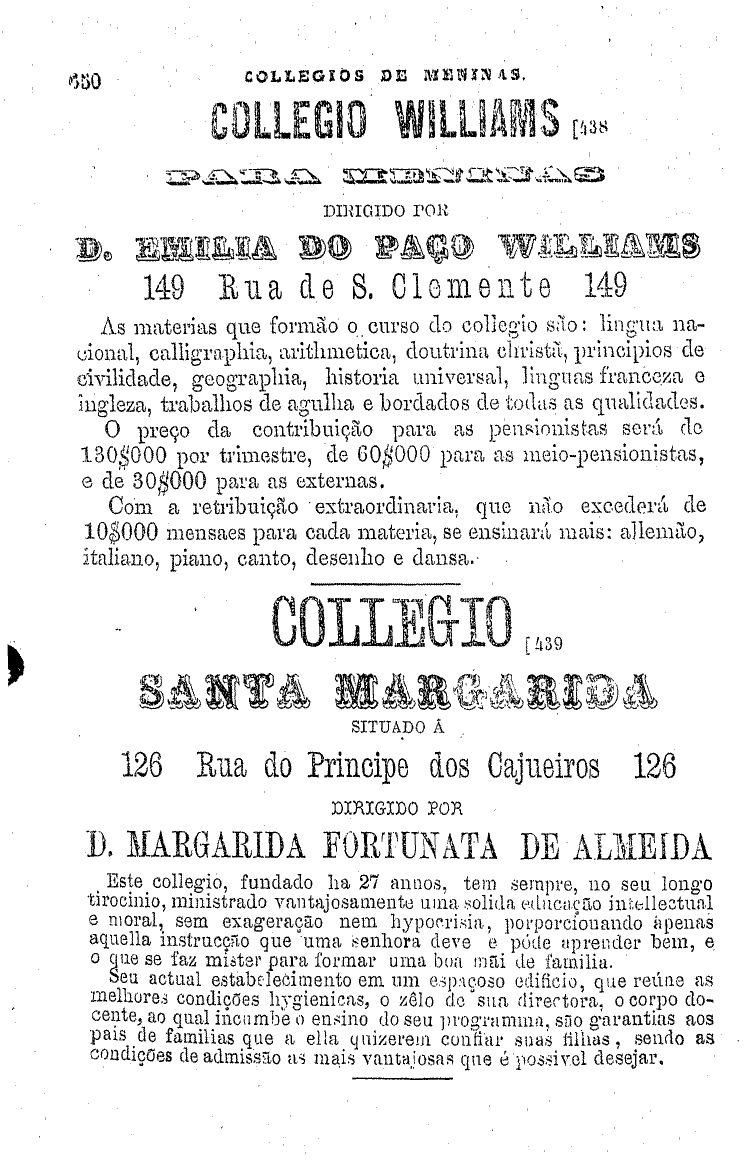 650
COLLEGIOS DE MENINAS.
COLLEGIO WILLIAMS [438
PARA MENINAS
DIRIGIDO POR
D. EMILIA DO PAÇO WILLIAMS
149 Rua de S. Clemente 149
As materias que formão o curso do collegio são: lingua na-
cional, calligraphia, arithmetica, doutrina christã, principios de
civilidade, geographia, historia universal, linguas franceza e
ingleza, trabalhos de agulha e bordados de todas as qualidades.
O preço da contribuição para as pensionistas será de
130$000 por trimestre, de 60$000 para as meio-pensionistas,
e de 30$000 para as externas.
Com a retribuição extraordinaria, que não excederá de
10$000 mensaes para cada materia, se ensinará mais: allemão,
italiano, piano, canto, desenho e dansa.
COLLEGIO [439
SANTA MARGARIDA
SITUADO Á
126 Rua do Principe dos Cajueiros 126
DIRIGIDO POR
D. MARGARIDA FORTUNATA DE ALMEIDA
Este collegio, fundado ha 27 annos, tem sempre, no seu longo
tirocinio, ministrado vantajosamente uma solida educação intellectual
e moral, sem exageração nem hypocrisia, porporcionando apenas
aquella instrucção que uma senhora deve e póde aprender bem, e
o que se faz mister para formar uma boa mãi de familia.
Seu actual estabelecimento em um espaçoso edificio, que reúne as
melhores condições hygienicas, o zêlo de sua directora, o corpo do-
cente, ao qual incumbe o ensino do seu programma, são garantias aos
pais de familias que a ella quizerem confiar suas filhas, sendo as
condições de admissão as mais vantajosas que é possivel desejar.